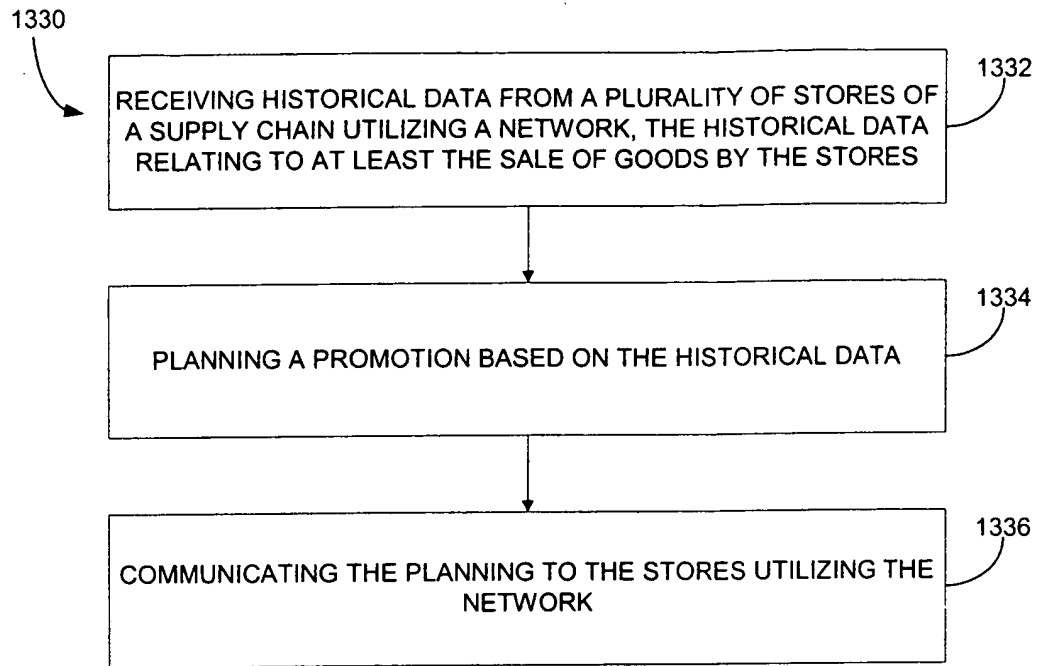 1330
1332
RECEIVING HISTORICAL DATA FROM A PLURALITY OF STORES OF
A SUPPLY CHAIN UTILIZING A NETWORK, THE HISTORICAL DATA
RELATING TO AT LEAST THE SALE OF GOODS BY THE STORES
1334
PLANNING A PROMOTION BASED ON THE HISTORICAL DATA
1336
COMMUNICATING THE PLANNING TO THE STORES UTILIZING THE
NETWORK